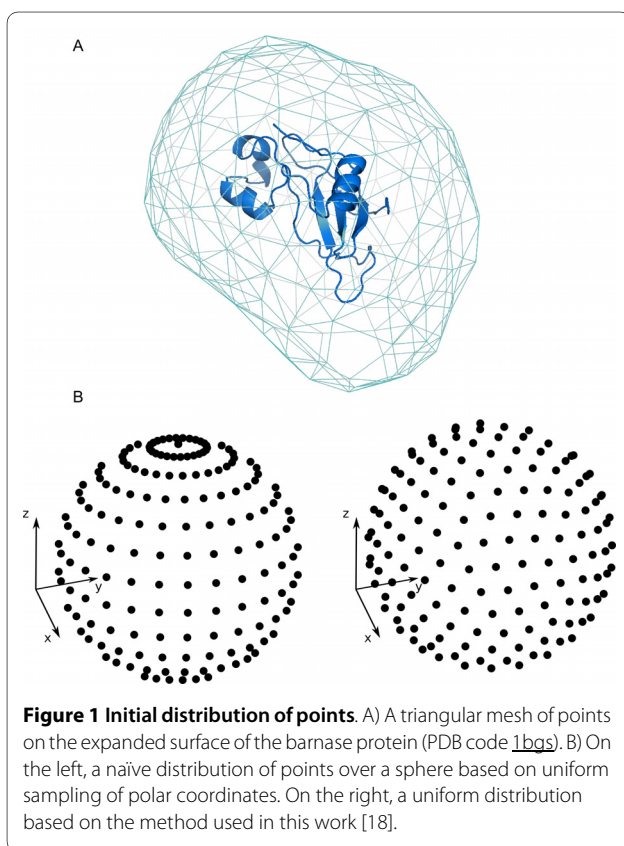 A
B
z
y
x
z
y
x
Figure 1 Initial distribution of points. A) A triangular mesh of points
on the expanded surface of the barnase protein (PDB code 1bgs). B) On
the left, a naïve distribution of points over a sphere based on uniform
sampling of polar coordinates. On the right, a uniform distribution
based on the method used in this work [18].